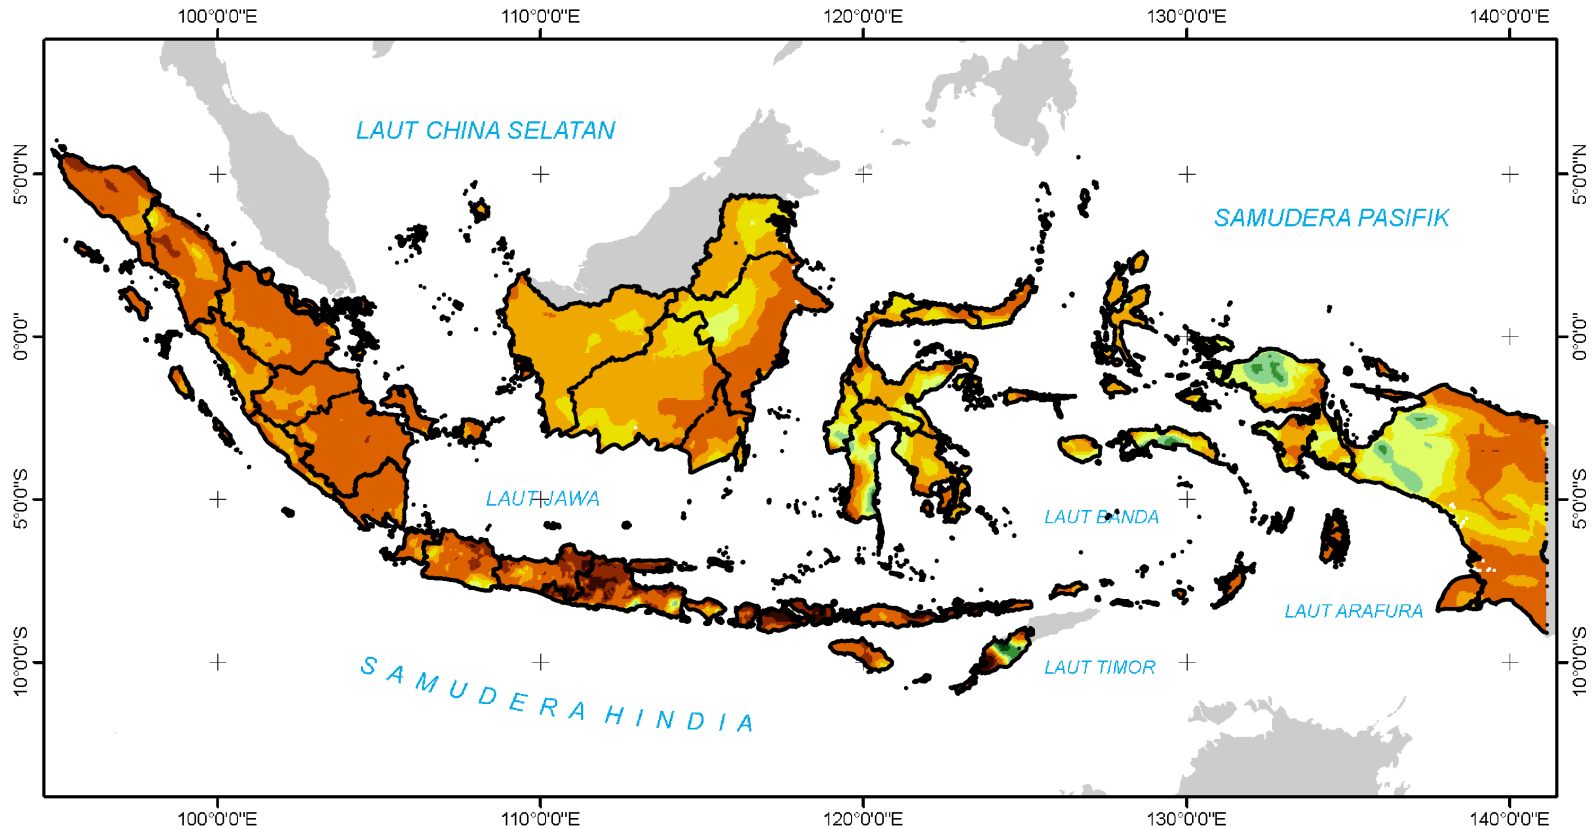 100°0'0"E 110°0'0"E 120°0'0"E 130°0'0"E 140°0'0"E
LAUT CHINA SELATAN
5°0'0"N 5°0'0"N
SAMUDERA PASIFIK
0°0'0" 0°0'0"
LAUT JAWA
5°0'0"S 5°0'0"S
LAUT BANDA
LAUT ARAFURA
10°0'0"S 10°0'0"S
LAUT TIMOR
SAMUDERA HINDIA
100°0'0"E 110°0'0"E 120°0'0"E 130°0'0"E 140°0'0"E